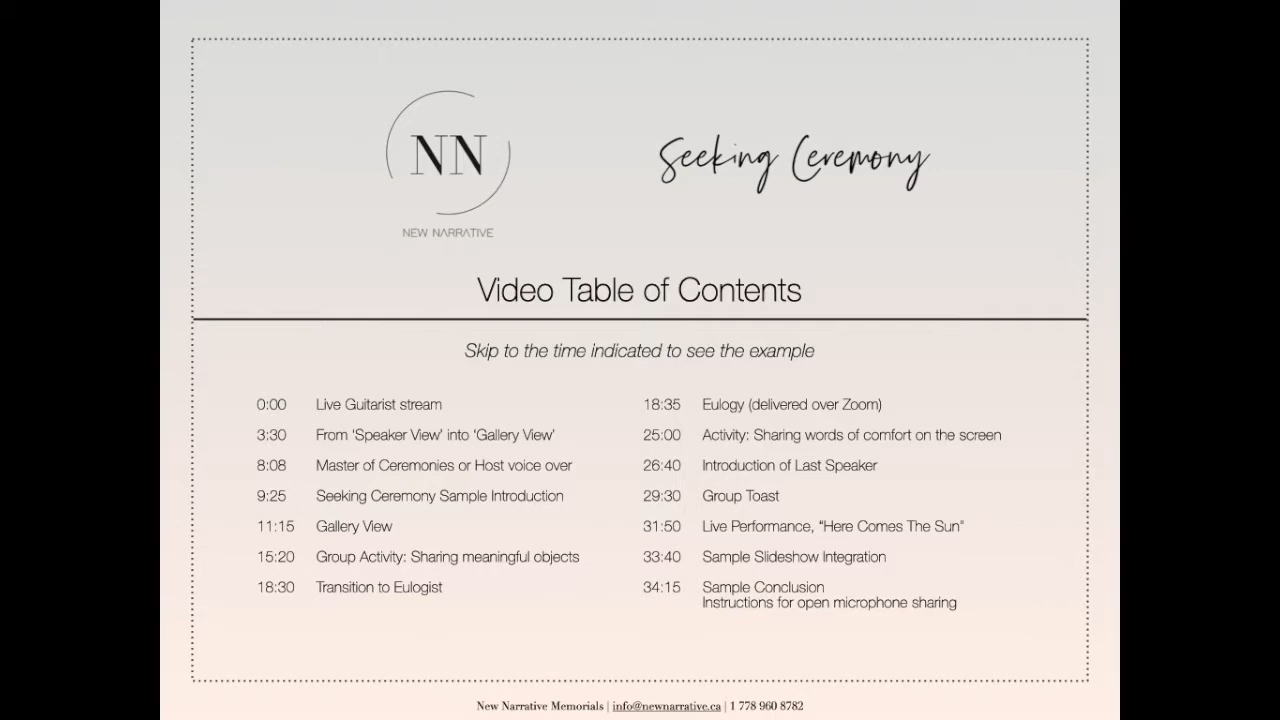 NN
NEW NARRATIVE
Seeking Ceremony
Video Table of Contents
Skip to the time indicated to see the example
0:00 Live Guitarist stream
3:30 From ‘Speaker View’ into ‘Gallery View’
8:08 Master of Ceremonies or Host voice over
9:25 Seeking Ceremony Sample Introduction
11:15 Gallery View
15:20 Group Activity: Sharing meaningful objects
18:30 Transition to Eulogist
18:35 Eulogy (delivered over Zoom)
25:00 Activity: Sharing words of comfort on the screen
26:40 Introduction of Last Speaker
29:30 Group Toast
31:50 Live Performance, “Here Comes The Sun”
33:40 Sample Slideshow Integration
34:15 Sample Conclusion
Instructions for open microphone sharing
New Narrative Memorials | info@newnarrative.ca | 1 778 960 8782